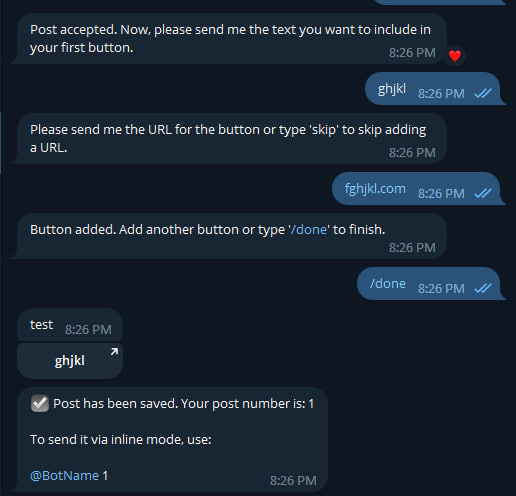 Post accepted. Now, please send me the text you want to include in
your first button.
8:26 PM
ghjkl 8:26 PM
Please send me the URL for the button or type 'skip' to skip adding
a URL.
8:26 PM
fghjkl.com 8:26 PM
Button added. Add another button or type '/done' to finish.
8:26 PM
/done 8:26 PM
test 8:26 PM
ghjkl
Post has been saved. Your post number is: 1
To send it via inline mode, use:
@BotName 1
8:26 PM